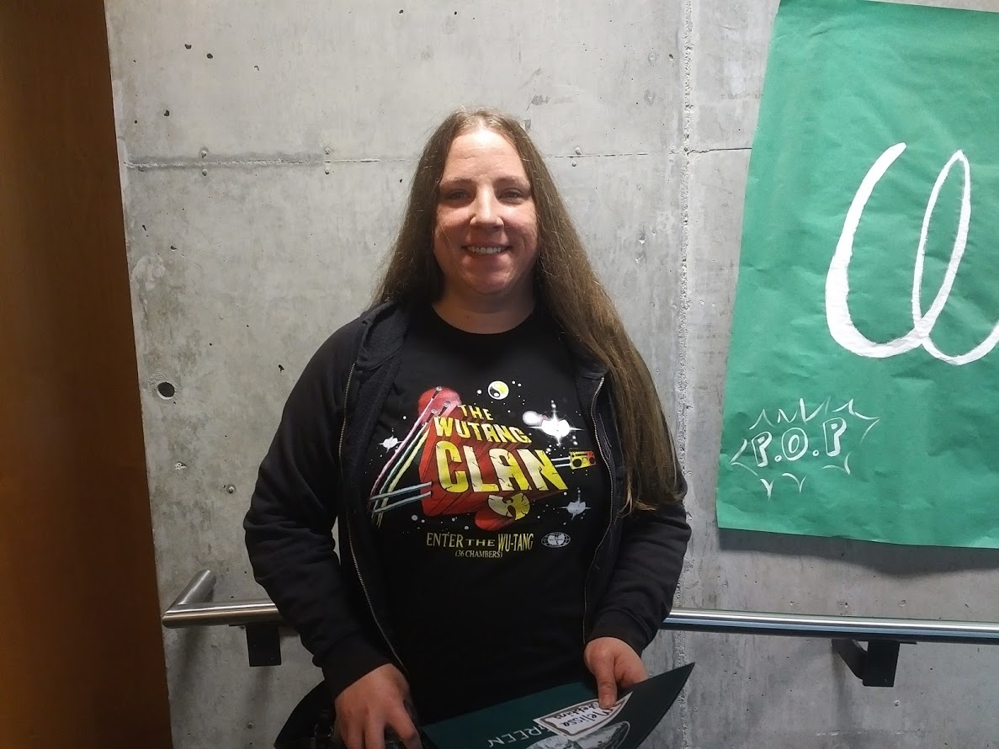 THE
WUTANG
CLAN
ENTER THE WU-TANG
(36 CHAMBERS)
P.O.P